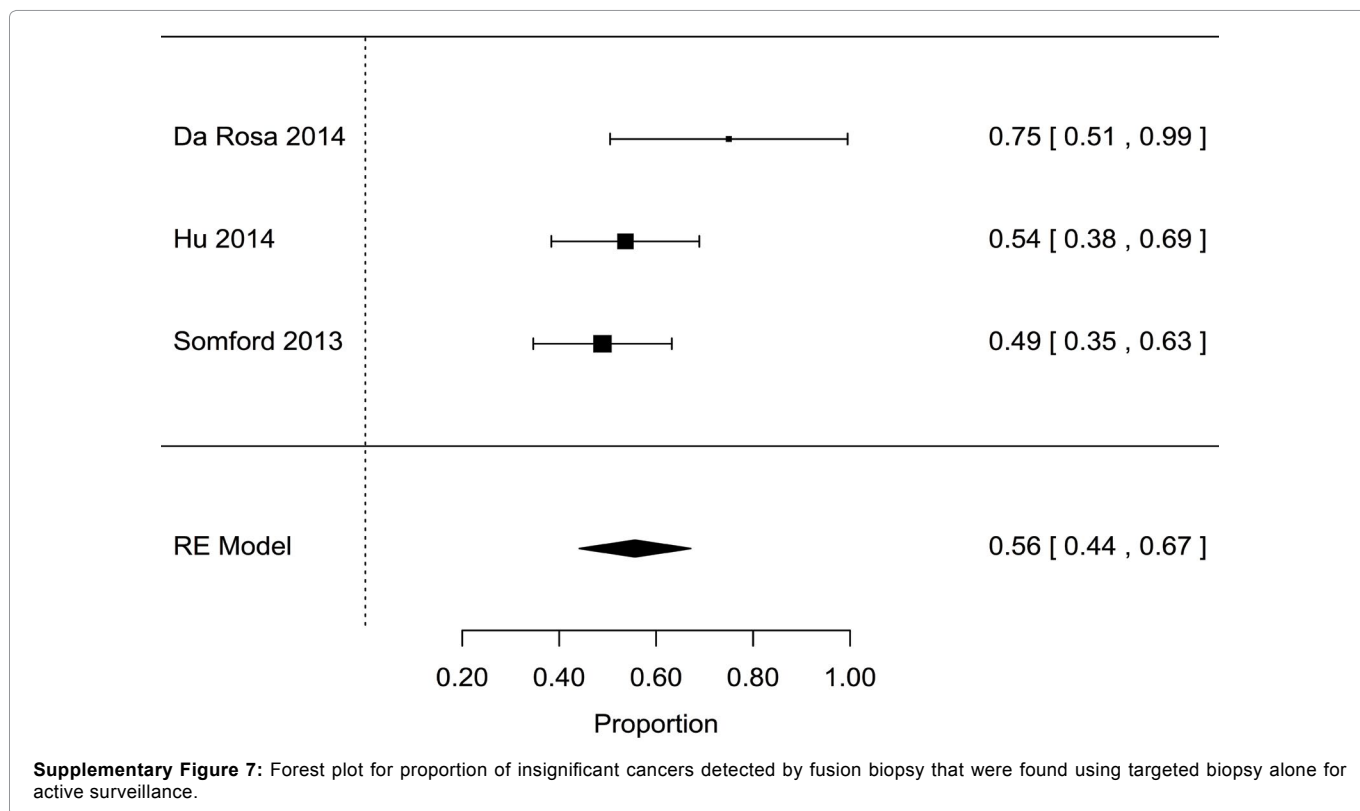 Da Rosa 2014 0.75 [ 0.51 , 0.99 ]
Hu 2014 0.54 [ 0.38 , 0.69 ]
Somford 2013 0.49 [ 0.35 , 0.63 ]
RE Model 0.56 [ 0.44 , 0.67 ]
0.20 0.40 0.60 0.80 1.00
Proportion
Supplementary Figure 7: Forest plot for proportion of insignificant cancers detected by fusion biopsy that were found using targeted biopsy alone for
active surveillance.